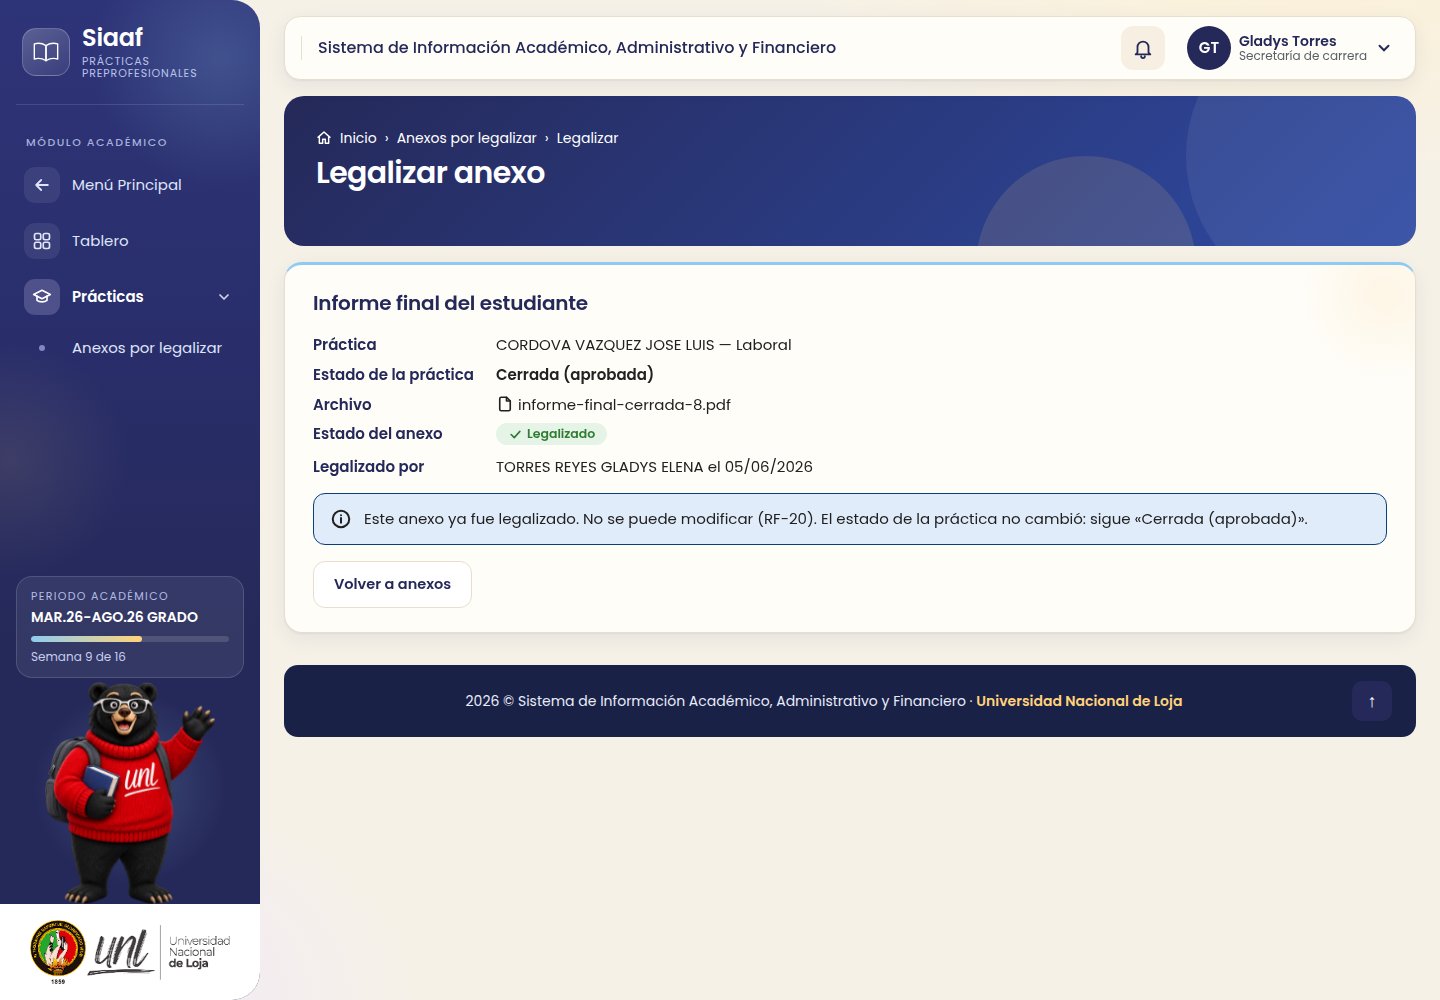 Siaaf
PRÁCTICAS
PREPROFESIONALES
MÓDULO ACADÉMICO
Menú Principal
Tablero
Prácticas
Anexos por legalizar
PERIODO ACADÉMICO
MAR.26-AGO.26 GRADO
Semana 9 de 16
unl
1859
unl
Universidad
Nacional
de Loja
Sistema de Información Académico, Administrativo y Financiero
GT
Gladys Torres
Secretaría de carrera
Inicio › Anexos por legalizar › Legalizar
Legalizar anexo
Informe final del estudiante
Práctica CORDOVA VAZQUEZ JOSE LUIS — Laboral
Estado de la práctica Cerrada (aprobada)
Archivo informe-final-cerrada-8.pdf
Estado del anexo Legalizado
Legalizado por TORRES REYES GLADYS ELENA el 05/06/2026
Este anexo ya fue legalizado. No se puede modificar (RF-20). El estado de la práctica no cambió: sigue «Cerrada (aprobada)».
Volver a anexos
2026 © Sistema de Información Académico, Administrativo y Financiero · Universidad Nacional de Loja
↑